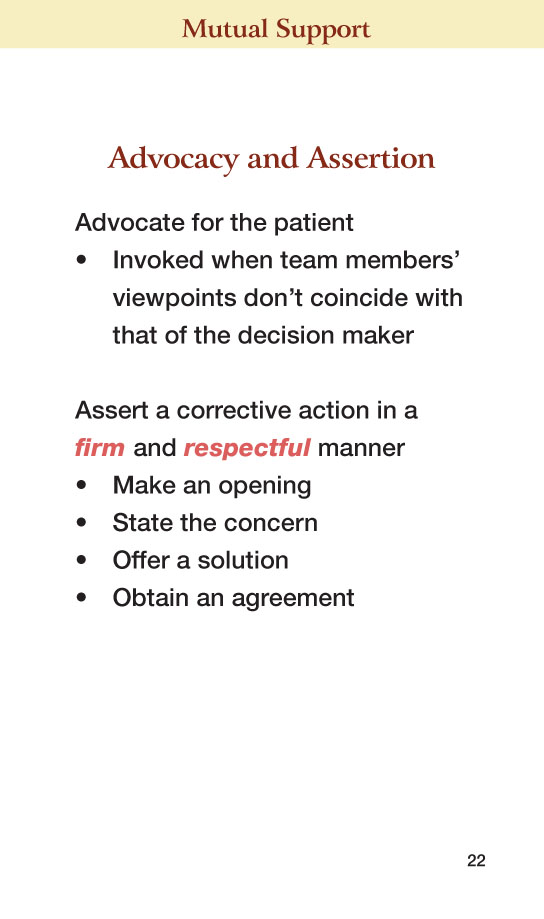 Mutual Support
Advocacy and Assertion
Advocate for the patient
• Invoked when team members’
viewpoints don’t coincide with
that of the decision maker
Assert a corrective action in a
firm and respectful manner
• Make an opening
• State the concern
• Offer a solution
• Obtain an agreement
22